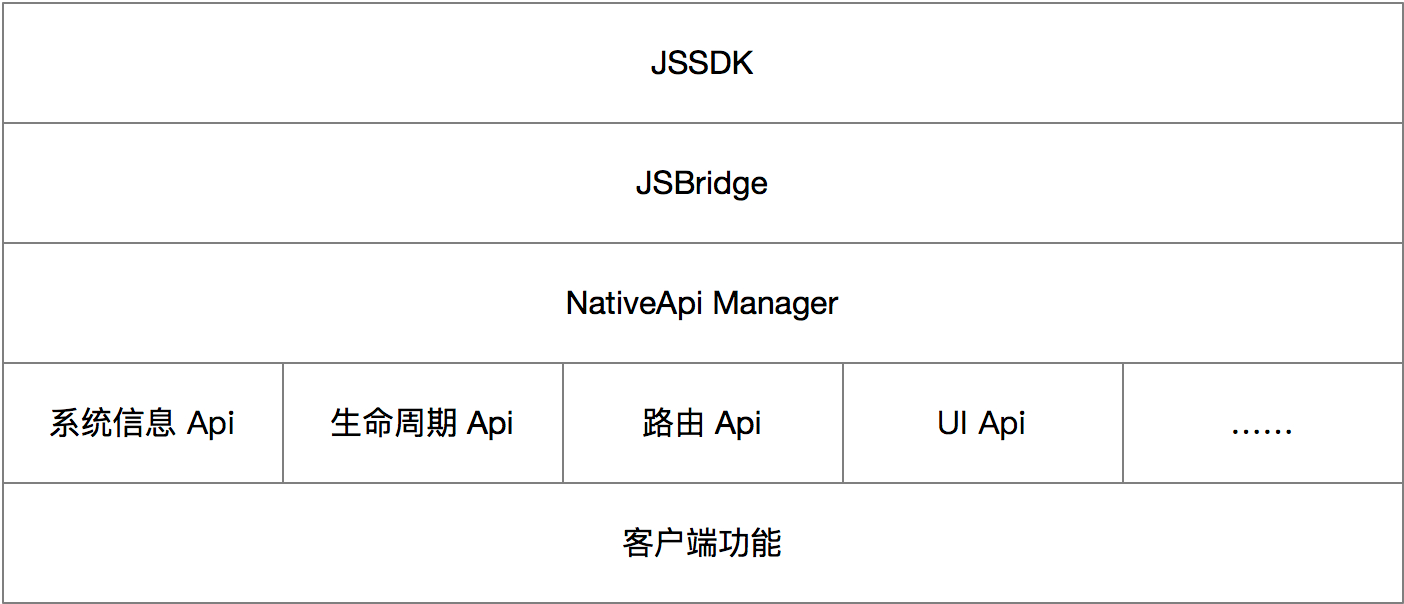 JSSDK
JSBridge
NativeApi Manager
系统信息 Api
生命周期 Api
路由 Api
UI Api
……
客户端功能